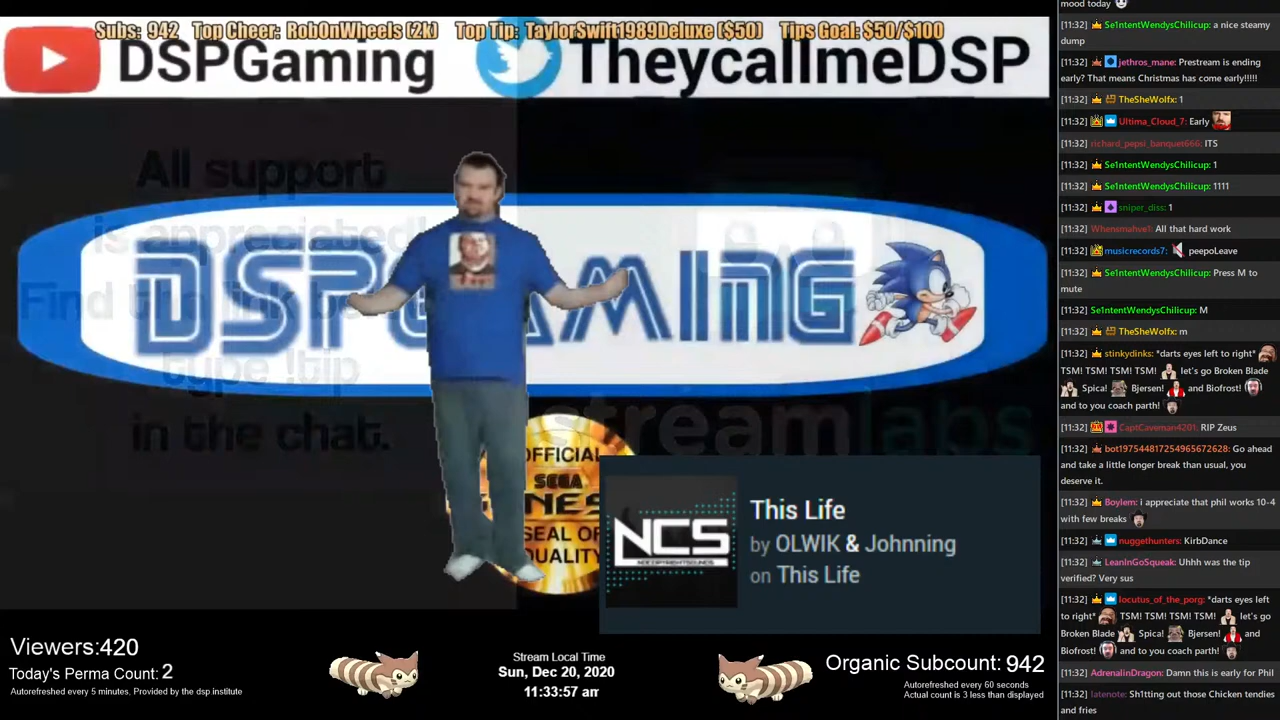 Subs: 942 Top Cheer: RobOnWheels (2k) Top Tip: TaylorSwift1989Deluxe ($50) Tips Goal: $50/$100
DSPGaming
TheycallmeDSP
All support
is appreciated!
Find the link be
type !tip
in the chat.
DSPGAMING
streamlabs
OFFICIAL
SEGA
SEAL OF
QUALITY
NCS
NOCOPYRIGHTSOUNDS
This Life
by OLWIK & Johnning
on This Life
Viewers:420
Today's Perma Count: 2
Autorefreshed every 5 minutes. Provided by the dsp institute
Stream Local Time
Sun, Dec 20, 2020
11:33:57 am
Organic Subcount: 942
Autorefreshed every 60 seconds
Actual count is 3 less than displayed
mood today
[11:32] Se1ntentWendysChilicup: a nice steamy
dump
[11:32] jethros_mane: Prestream is ending
early? That means Christmas has come early!!!!!
[11:32] TheSheWolfx: 1
[11:32] Ultima_Cloud_7: Early
[11:32] richard_pepsi_banquet666: ITS
[11:32] Se1ntentWendysChilicup: 1
[11:32] Se1ntentWendysChilicup: 1111
[11:32] sniper_diss: 1
[11:32] Whensmahve1: All that hard work
[11:32] musicrecords7: peepoLeave
[11:32] Se1ntentWendysChilicup: Press M to
mute
[11:32] Se1ntentWendysChilicup: M
[11:32] TheSheWolfx: m
[11:32] stinkydinks: *darts eyes left to right*
TSM! TSM! TSM! TSM! let's go Broken Blade
Spica! Bjersen! and Biofrost!
and to you coach parth!
[11:32] CaptCaveman4201: RIP Zeus
[11:32] bot197544817254965672628: Go ahead
and take a little longer break than usual, you
deserve it.
[11:32] Boylem: i appreciate that phil works 10-4
with few breaks
[11:32] nuggethunters: KirbDance
[11:32] LeaninGoSqueak: Uhhh was the tip
verified? Very sus
[11:32] locutus_of_the_porg: *darts eyes left
to right* TSM! TSM! TSM! TSM! let's go
Broken Blade Spica! Bjersen! and
Biofrost! and to you coach parth!
[11:32] AdrenalinDragon: Damn this is early for Phil
[11:32] latenote: Sh1tting out those Chicken tendies
and fries